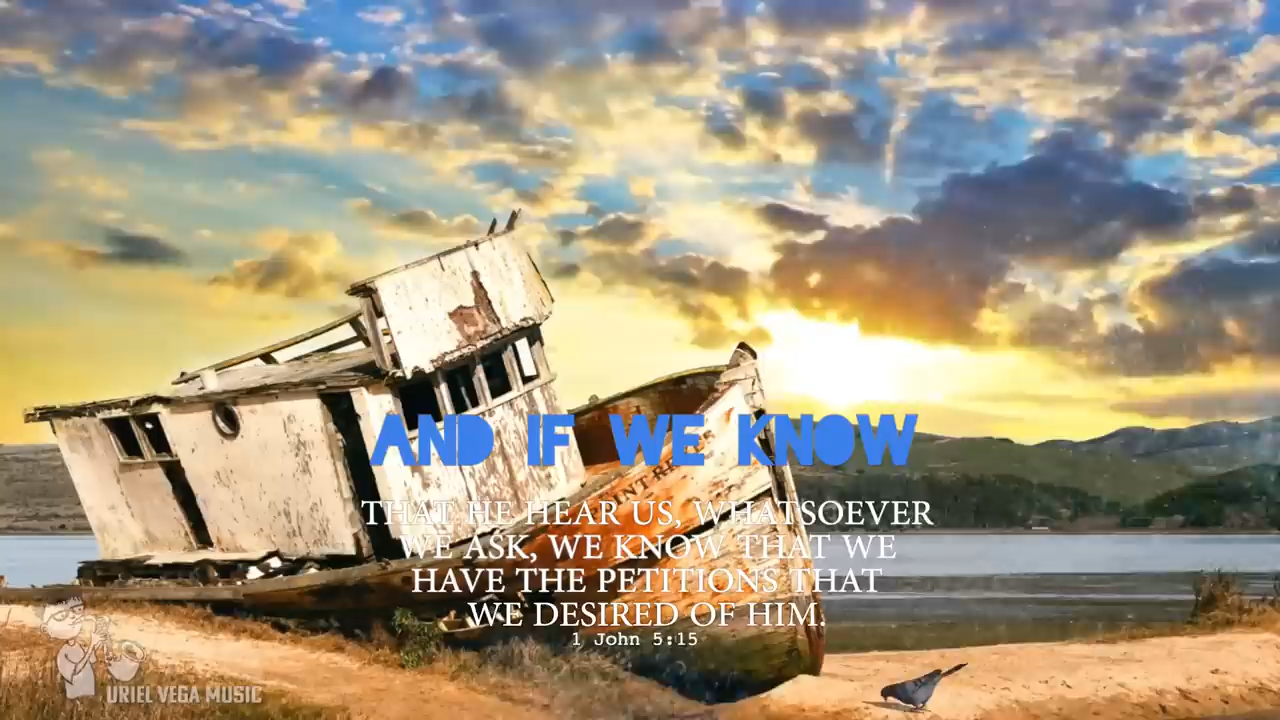 AND IF WE KNOW
THAT HE HEAR US, WHATSOEVER
WE ASK, WE KNOW THAT WE
HAVE THE PETITIONS THAT
WE DESIRED OF HIM.
1 John 5:15
URIEL VEGA MUSIC